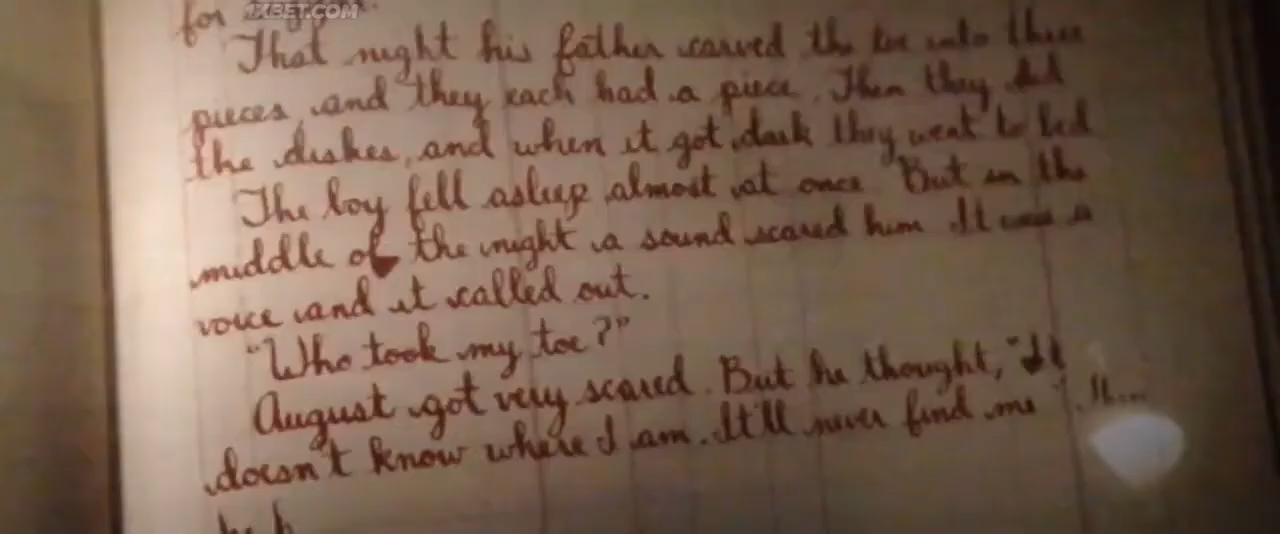 1XBET.COM
for
That night his father carved the toe into three
pieces, and they each had a piece. Then they did
the dishes, and when it got dark they went to bed
The boy fell asleep almost at once. But in the
middle of the night a sound scared him. It was a
voice and it called out.
"Who took my toe?"
August got very scared. But he thought, "It
doesn't know where I am. It'll never find me".
he